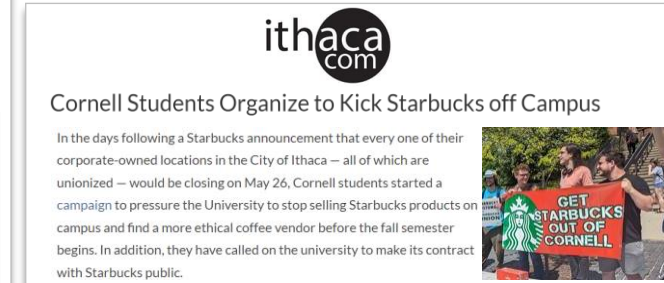 ithaca
com
Cornell Students Organize to Kick Starbucks off Campus
In the days following a Starbucks announcement that every one of their
corporate-owned locations in the City of Ithaca — all of which are
unionized — would be closing on May 26, Cornell students started a
campaign to pressure the University to stop selling Starbucks products on
campus and find a more ethical coffee vendor before the fall semester
begins. In addition, they have called on the university to make its contract
with Starbucks public.
GET
STARBUCKS
OUT OF
CORNELL